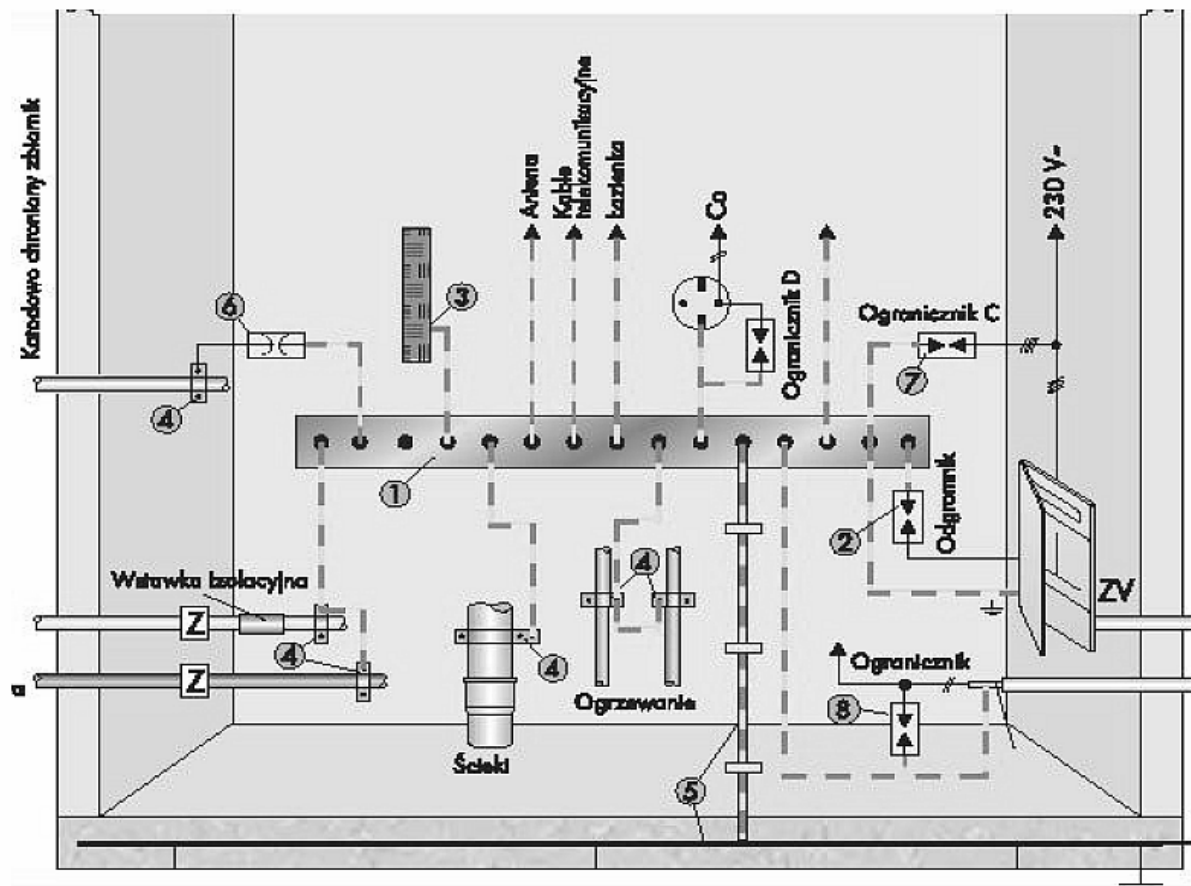 Katodowo chroniony zbiornik
6
3
Antena
Kable
telekomunikacyjne
Łazienka
Co
Ogranicznik D
230 V~
Ogranicznik C
7
4
1
2
Odgromnik
Wstawka izolacyjna
Z
4
Z
a
4
4
Ogrzewanie
Ścieki
ZV
Ogranicznik
8
5